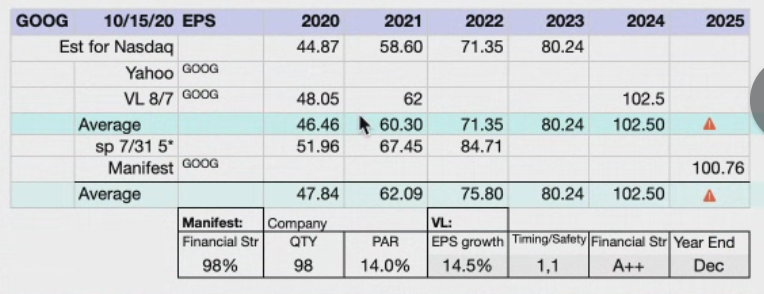 GOOG 10/15/20 EPS 2020 2021 2022 2023 2024 2025
Est for Nasdaq 44.87 58.60 71.35 80.24
Yahoo GOOG
VL 8/7 GOOG 48.05 62 102.5
Average 46.46 60.30 71.35 80.24 102.50
sp 7/31 5* 51.96 67.45 84.71
Manifest GOOG 100.76
Average 47.84 62.09 75.80 80.24 102.50
Manifest: Company VL:
Financial Str QTY PAR EPS growth Timing/Safety Financial Str Year End
98% 98 14.0% 14.5% 1,1 A++ Dec